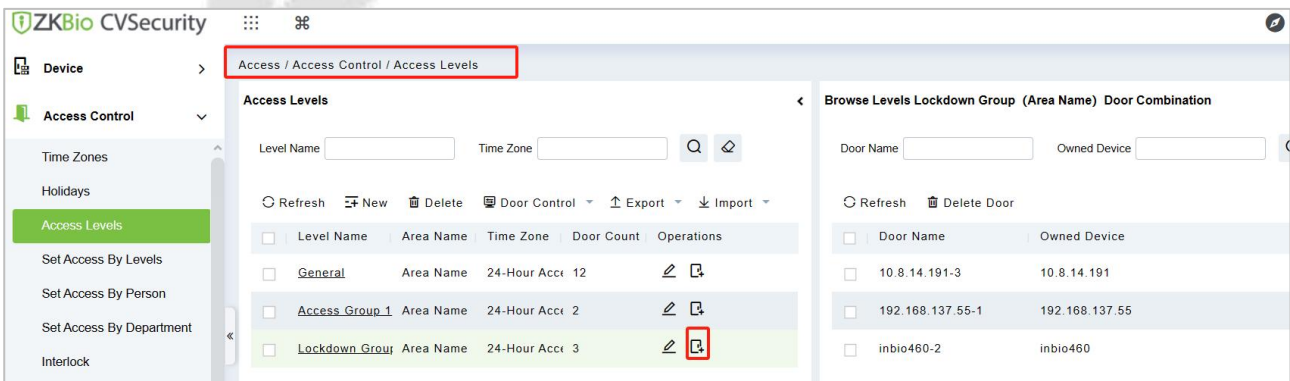 ZKBio CVSecurity
Device
Access Control
Time Zones
Holidays
Access Levels
Set Access By Levels
Set Access By Person
Set Access By Department
Interlock
Access / Access Control / Access Levels
Access Levels
Level Name Time Zone
Refresh New Delete Door Control Export Import
Level Name Area Name Time Zone Door Count Operations
General Area Name 24-Hour Acce 12
Access Group 1 Area Name 24-Hour Acce 2
Lockdown Group Area Name 24-Hour Acce 3
Browse Levels Lockdown Group (Area Name) Door Combination
Door Name Owned Device
Refresh Delete Door
Door Name Owned Device
10.8.14.191-3 10.8.14.191
192.168.137.55-1 192.168.137.55
inbio460-2 inbio460